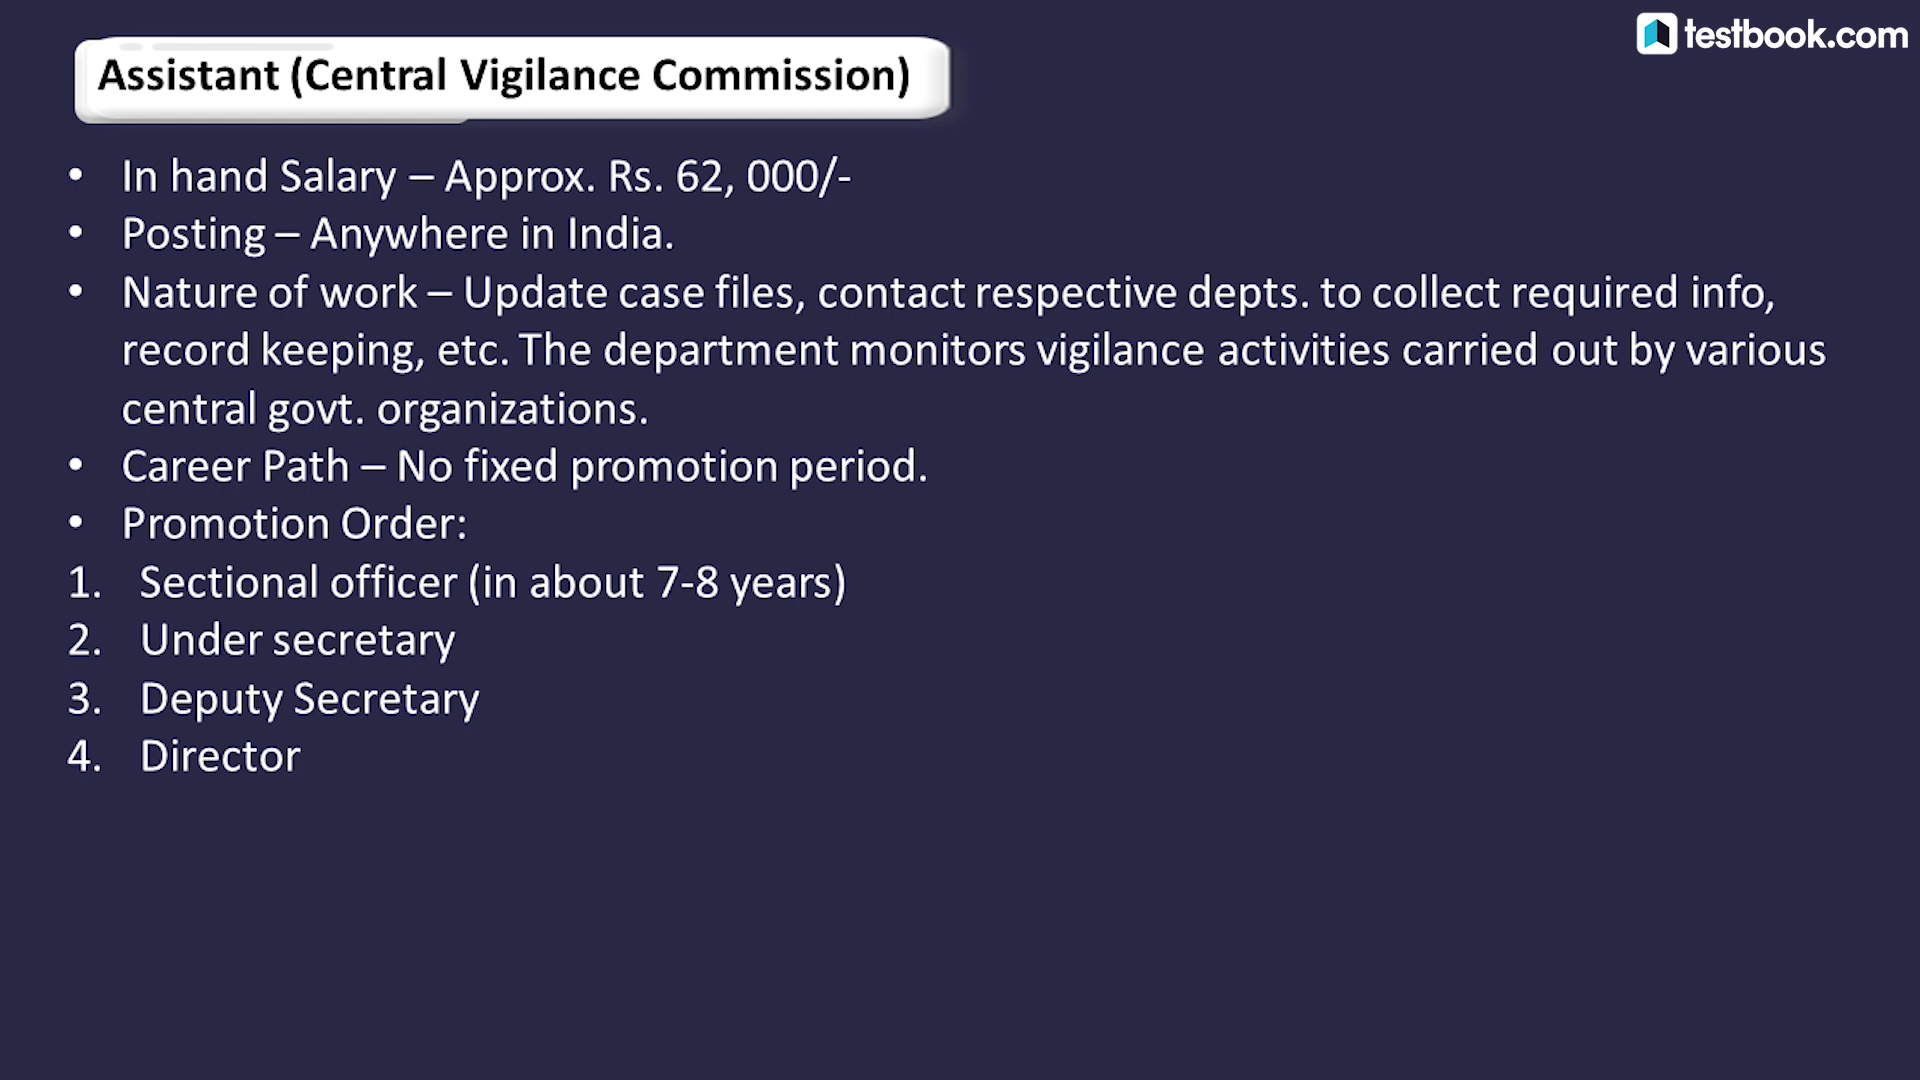 testbook.com
Assistant (Central Vigilance Commission)
• In hand Salary – Approx. Rs. 62, 000/-
• Posting – Anywhere in India.
• Nature of work – Update case files, contact respective depts. to collect required info,
record keeping, etc. The department monitors vigilance activities carried out by various
central govt. organizations.
• Career Path – No fixed promotion period.
• Promotion Order:
1. Sectional officer (in about 7-8 years)
2. Under secretary
3. Deputy Secretary
4. Director